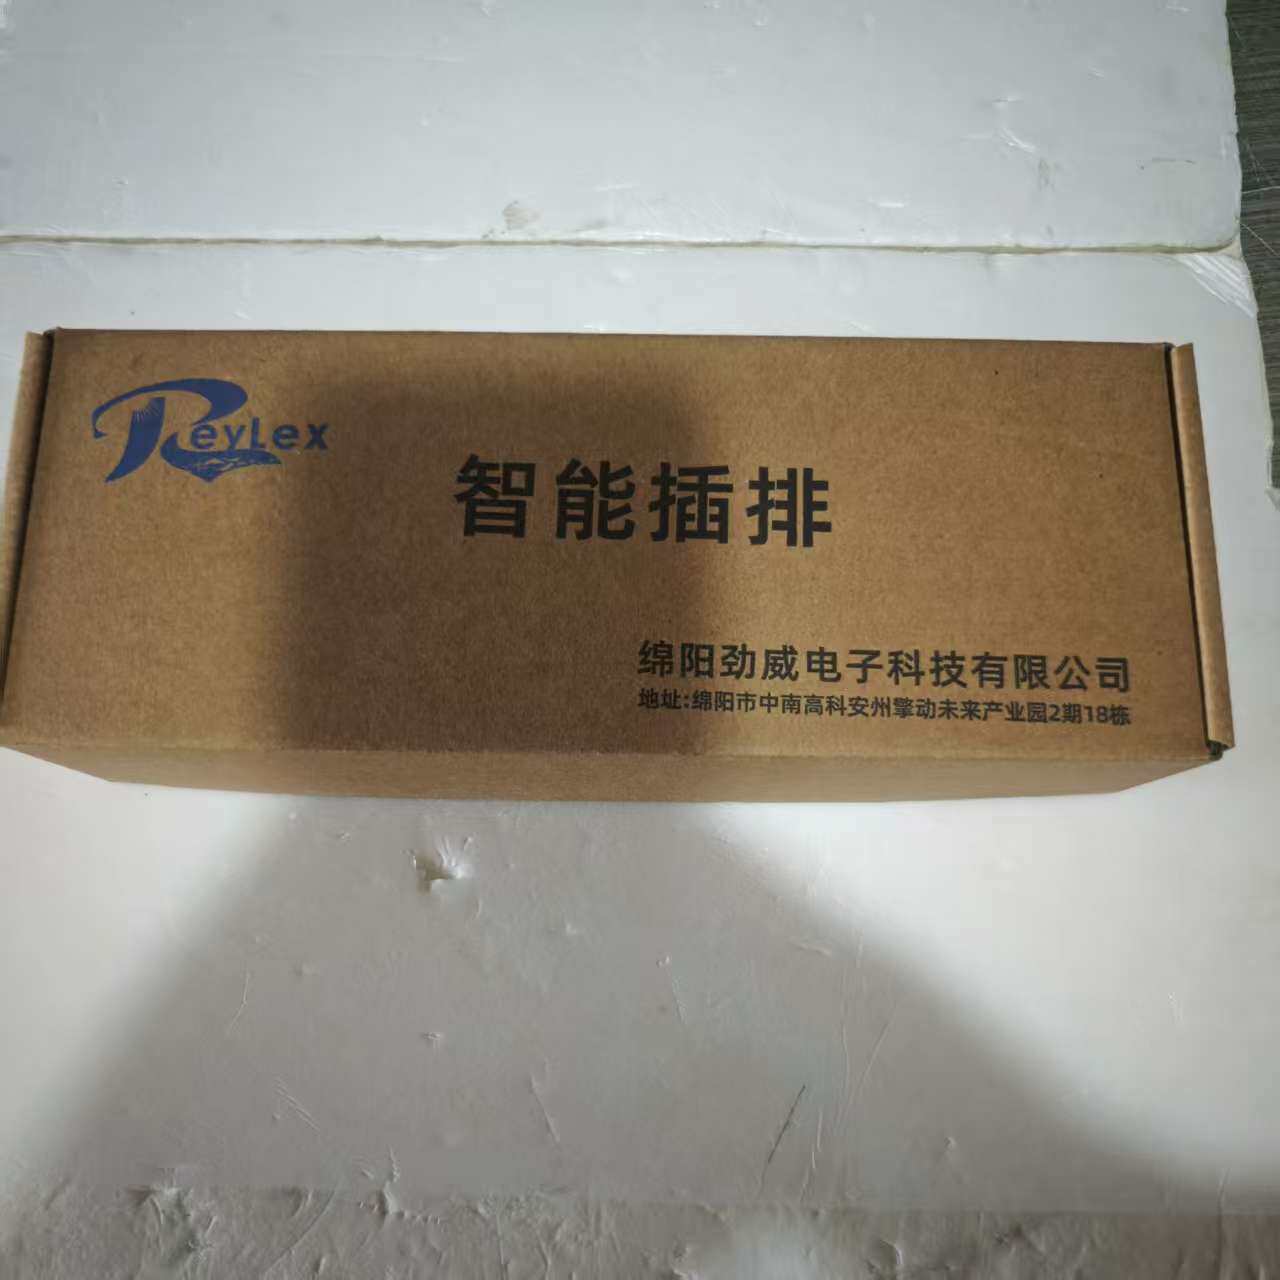 ReyLex
智能插排
绵阳劲威电子科技有限公司
地址:绵阳市中南高科安州擎动未来产业园2期18栋